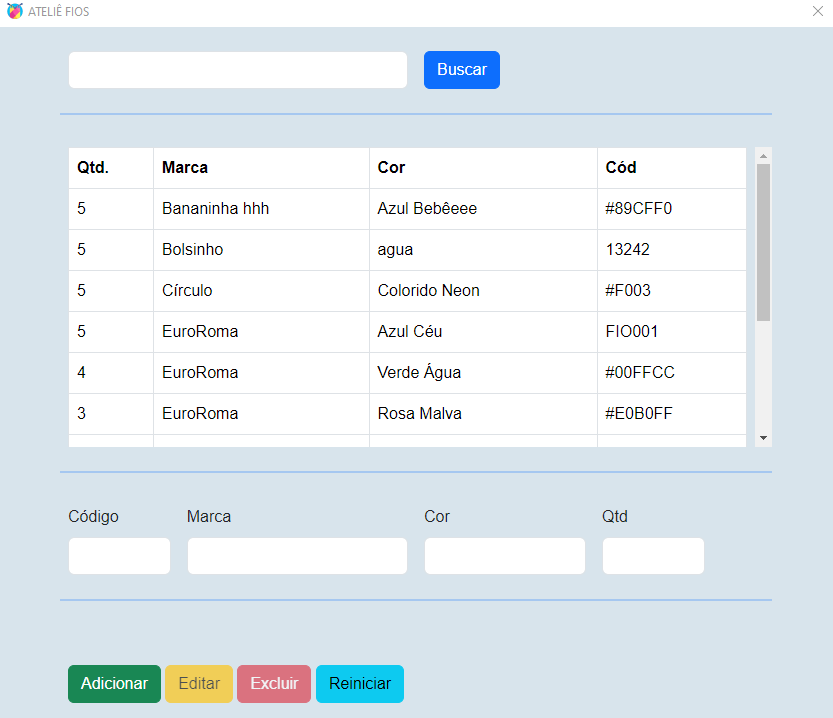 ATELIÊ FIOS
Buscar
Qtd. Marca Cor Cód
5 Bananinha hhh Azul Bebêeee #89CFF0
5 Bolsinho agua 13242
5 Círculo Colorido Neon #F003
5 EuroRoma Azul Céu FIO001
4 EuroRoma Verde Água #00FFCC
3 EuroRoma Rosa Malva #E0B0FF
Código Marca Cor Qtd
Adicionar Editar Excluir Reiniciar